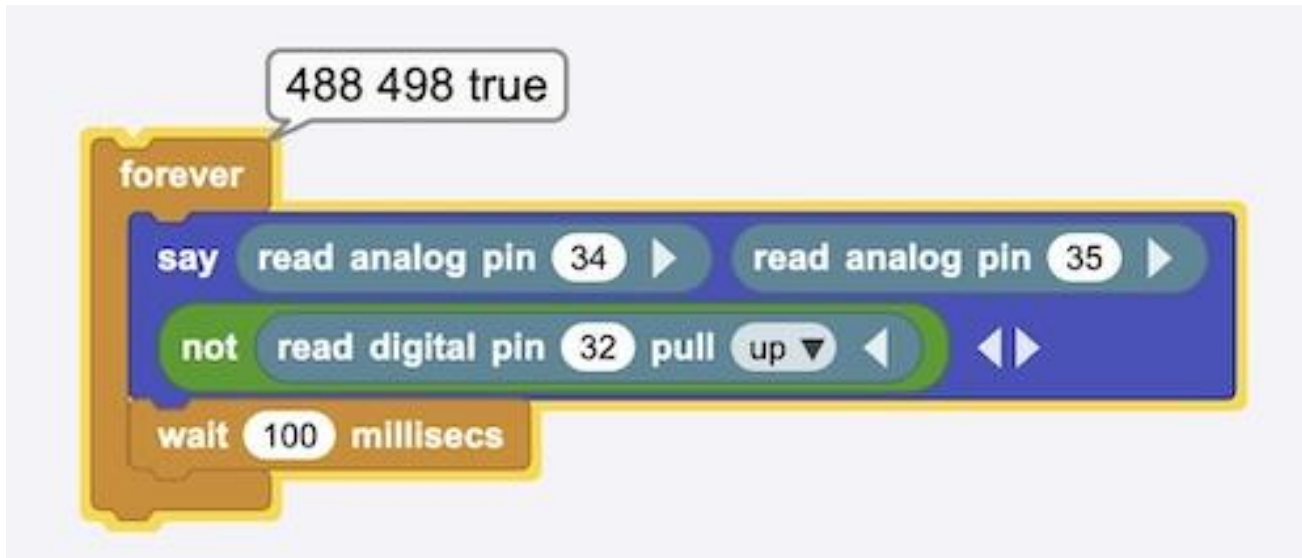 488 498 true
forever
say read analog pin 34 read analog pin 35
not read digital pin 32 pull up
wait 100 millisecs